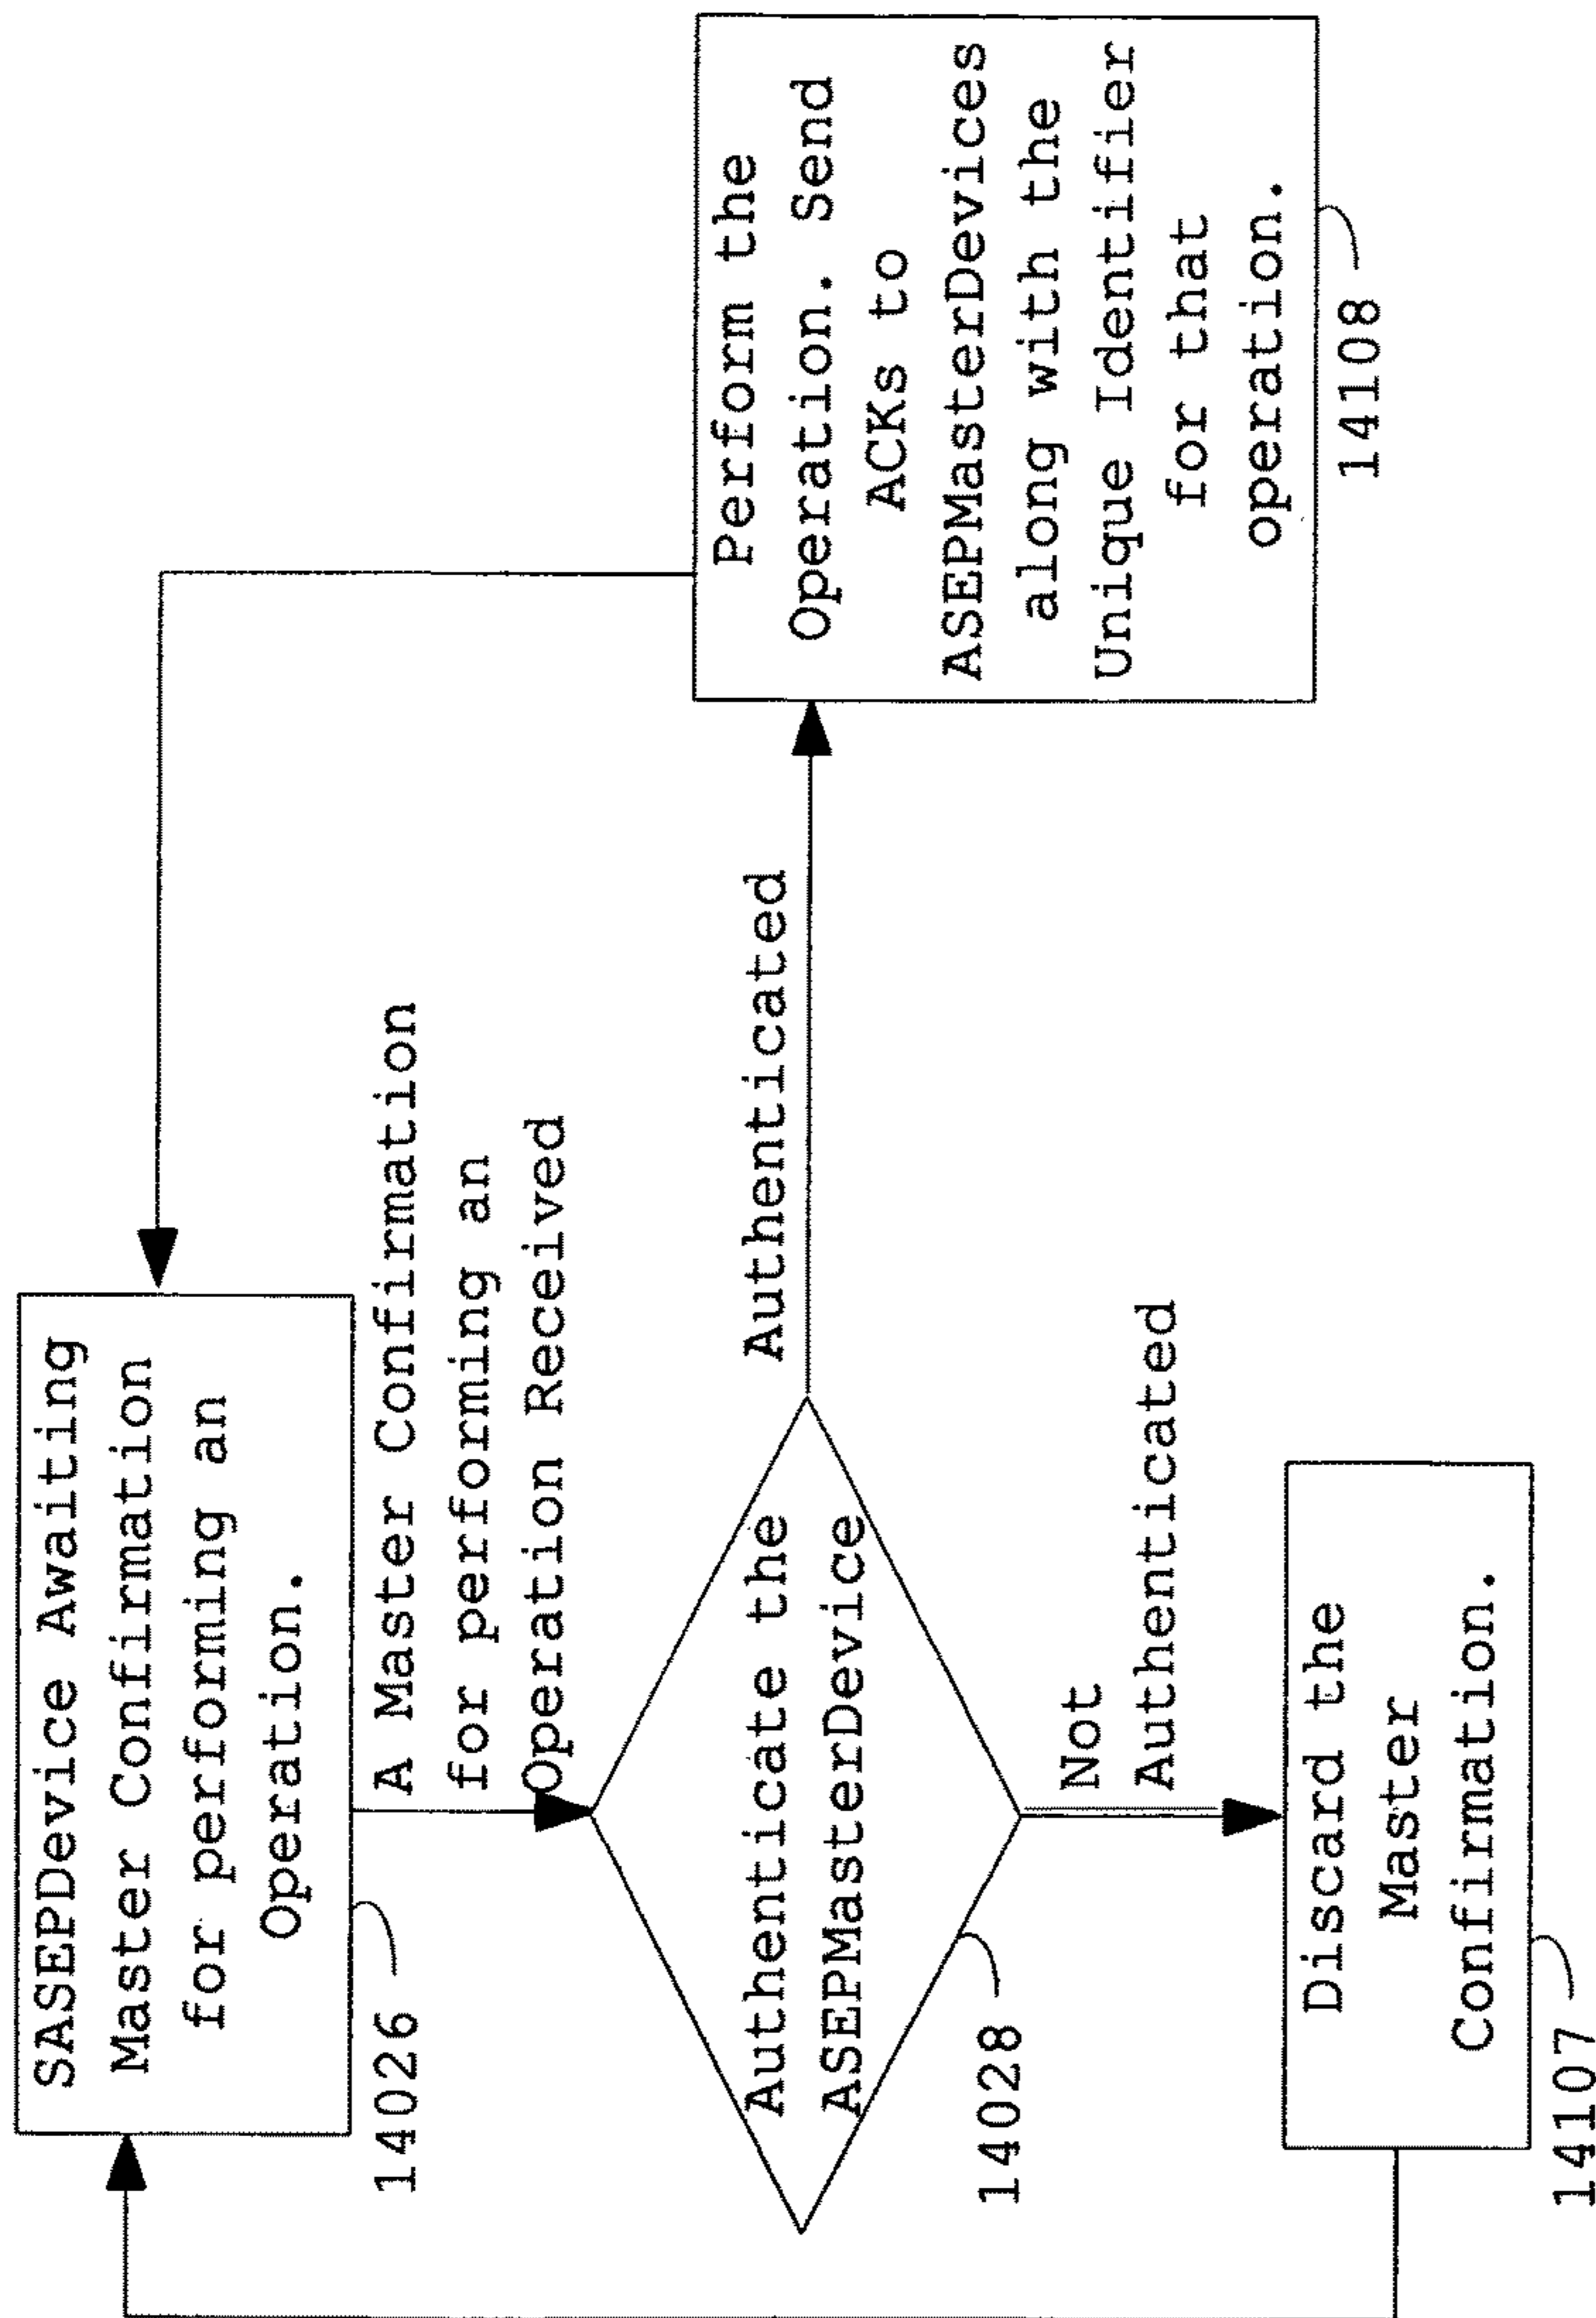 SASEPDevice Awaiting
Master Confirmation
for performing an
Operation.
14026
A Master Confirmation
for performing an
Operation Received
Authenticate the
ASEPMasterDevice
14028
Authenticated
Perform the
Operation. Send
ACKs to
ASEPMasterDevices
along with the
Unique Identifier
for that
operation.
14108
Not
Authenticated
Discard the
Master
Confirmation.
14107